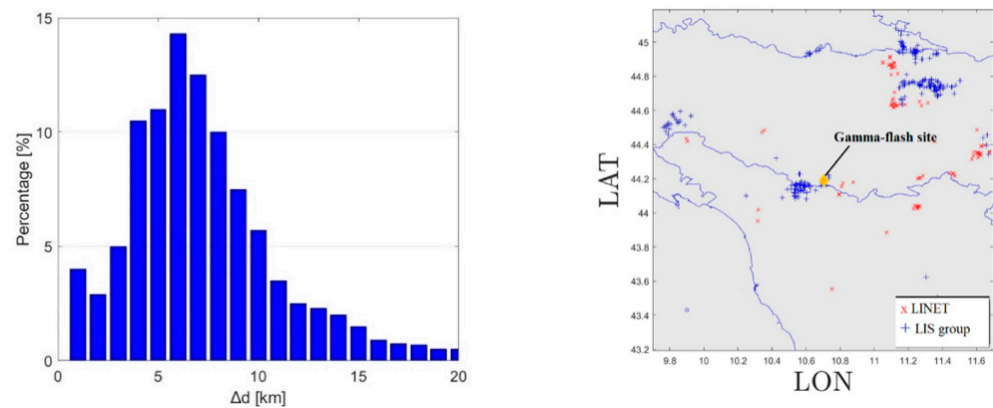 15
10
5
0
Percentage [%]
0 5 10 15 20
Δd [km]
45
44.8
44.6
44.4
44.2
44
43.8
43.6
43.4
43.2
LAT
Gamma-flash site
x LINET
+ LIS group
9.8 10 10.2 10.4 10.6 10.8 11 11.2 11.4 11.6
LON